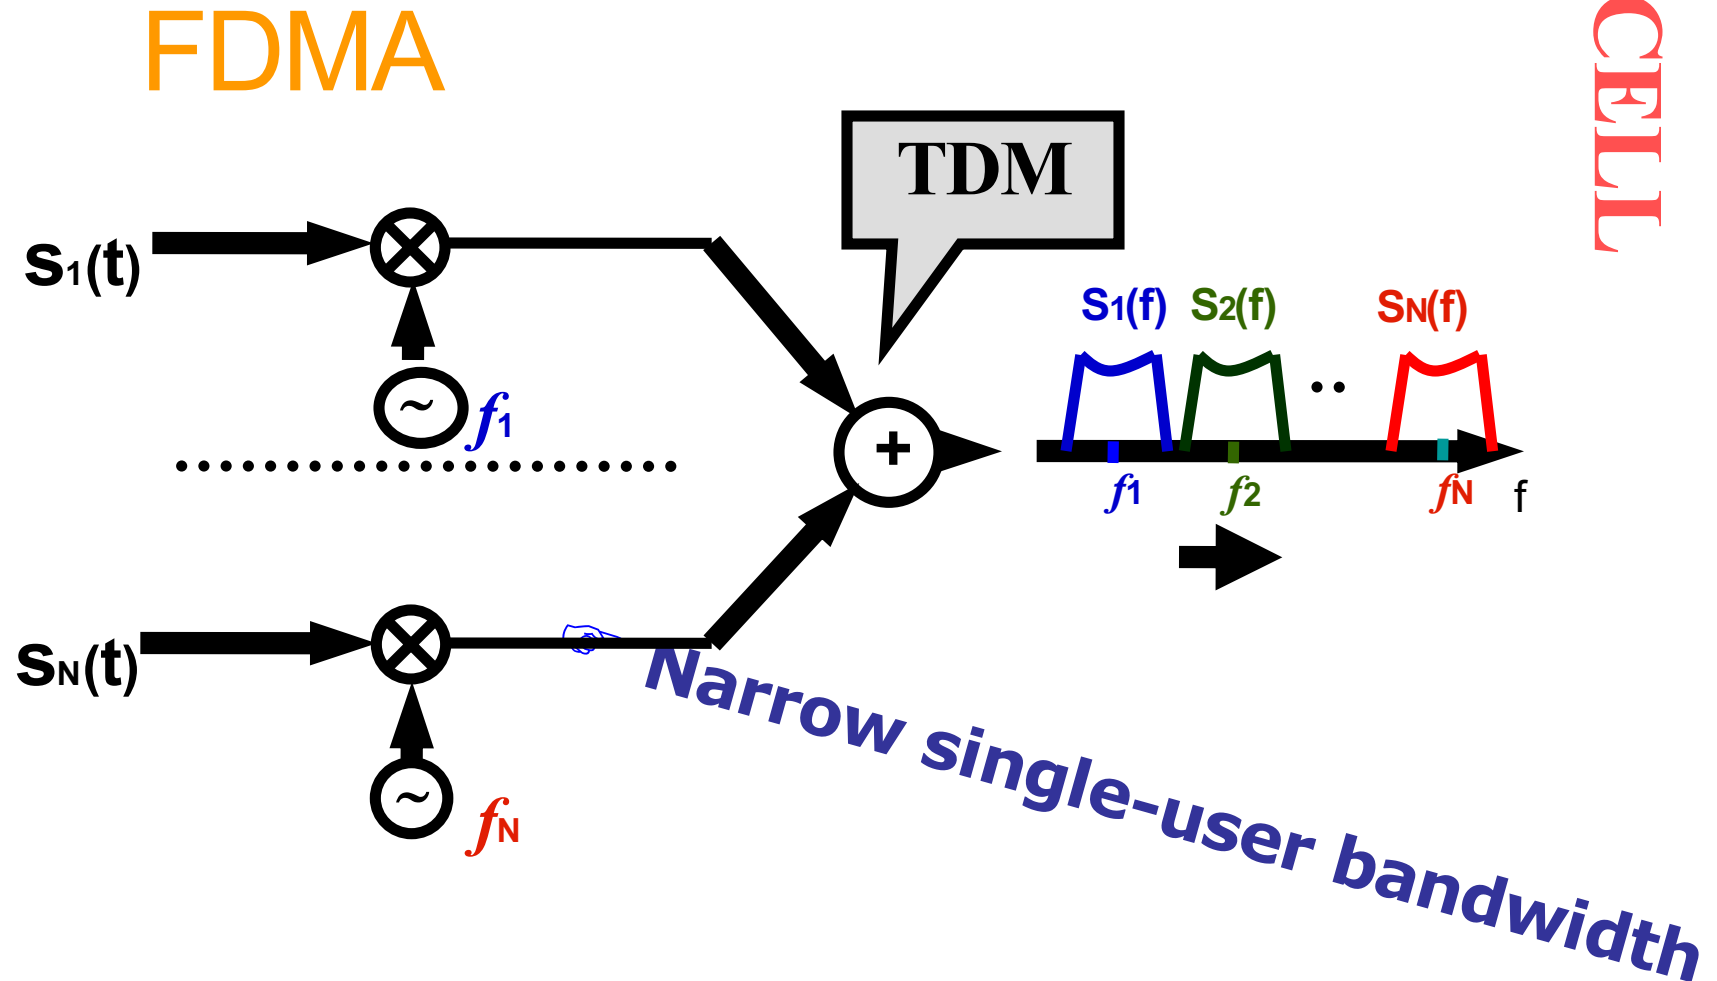 FDMA
CELL
TDM
S1(t)
~
f1
+
S1(f) S2(f) .. SN(f)
f1 f2 fN f
SN(t)
~
fN
Narrow single-user bandwidth